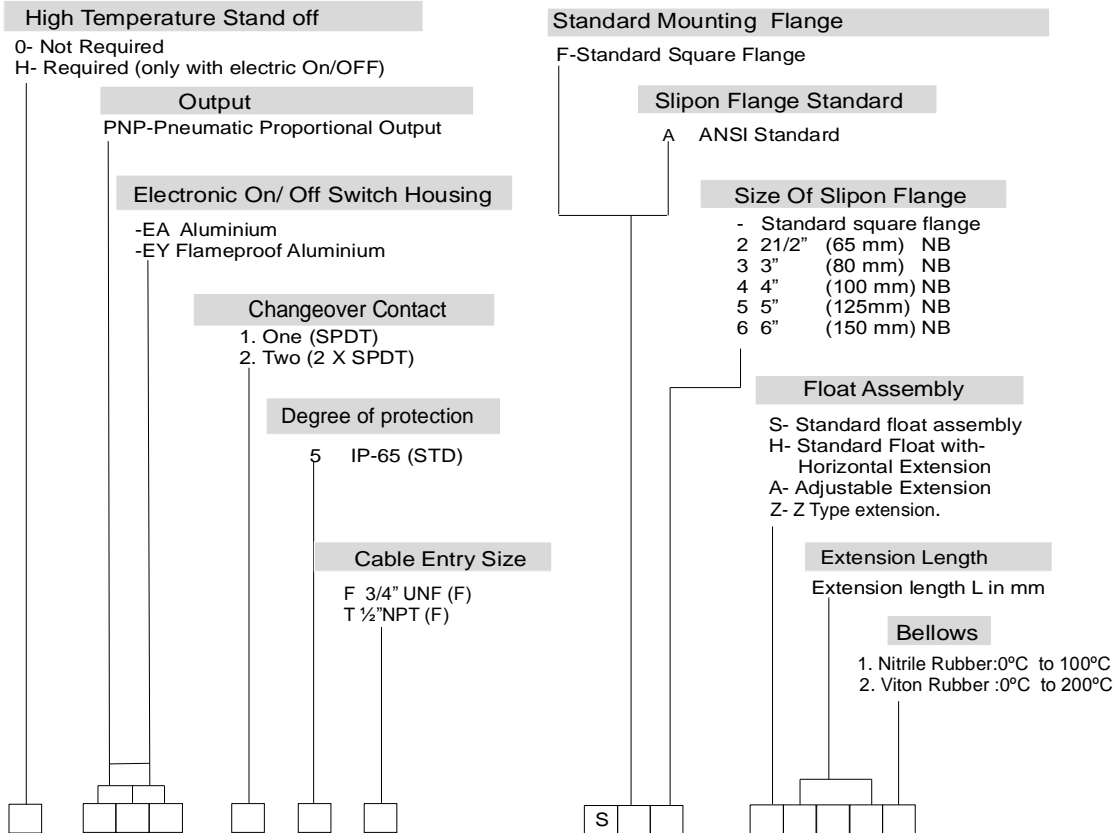 High Temperature Stand off
0- Not Required
H- Required (only with electric On/OFF)
Output
PNP-Pneumatic Proportional Output
Electronic On/ Off Switch Housing
-EA Aluminium
-EY Flameproof Aluminium
Changeover Contact
1. One (SPDT)
2. Two (2 X SPDT)
Degree of protection
5 IP-65 (STD)
Cable Entry Size
F 3/4” UNF (F)
T ½”NPT (F)
Standard Mounting Flange
F-Standard Square Flange
Slipon Flange Standard
A ANSI Standard
Size Of Slipon Flange
- Standard square flange
2 21/2” (65 mm) NB
3 3” (80 mm) NB
4 4” (100 mm) NB
5 5” (125mm) NB
6 6” (150 mm) NB
Float Assembly
S- Standard float assembly
H- Standard Float with-
Horizontal Extension
A- Adjustable Extension
Z- Z Type extension.
Extension Length
Extension length L in mm
Bellows
1. Nitrile Rubber:0ºC to 100ºC
2. Viton Rubber :0ºC to 200ºC
S